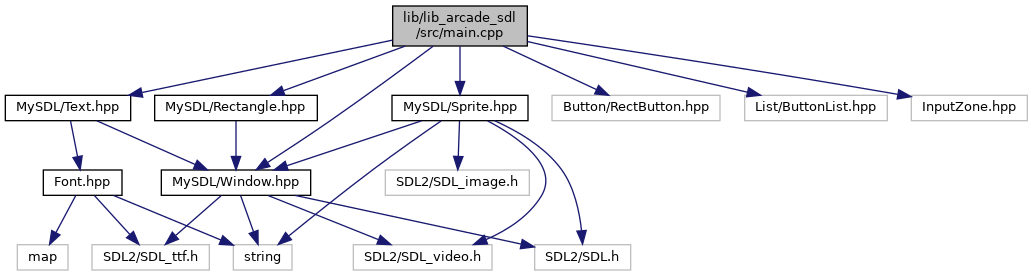 lib/lib_arcade_sdl
/src/main.cpp
MySDL/Text.hpp
MySDL/Rectangle.hpp
MySDL/Sprite.hpp
Button/RectButton.hpp
List/ButtonList.hpp
InputZone.hpp
Font.hpp
MySDL/Window.hpp
SDL2/SDL_image.h
map
SDL2/SDL_ttf.h
string
SDL2/SDL_video.h
SDL2/SDL.h